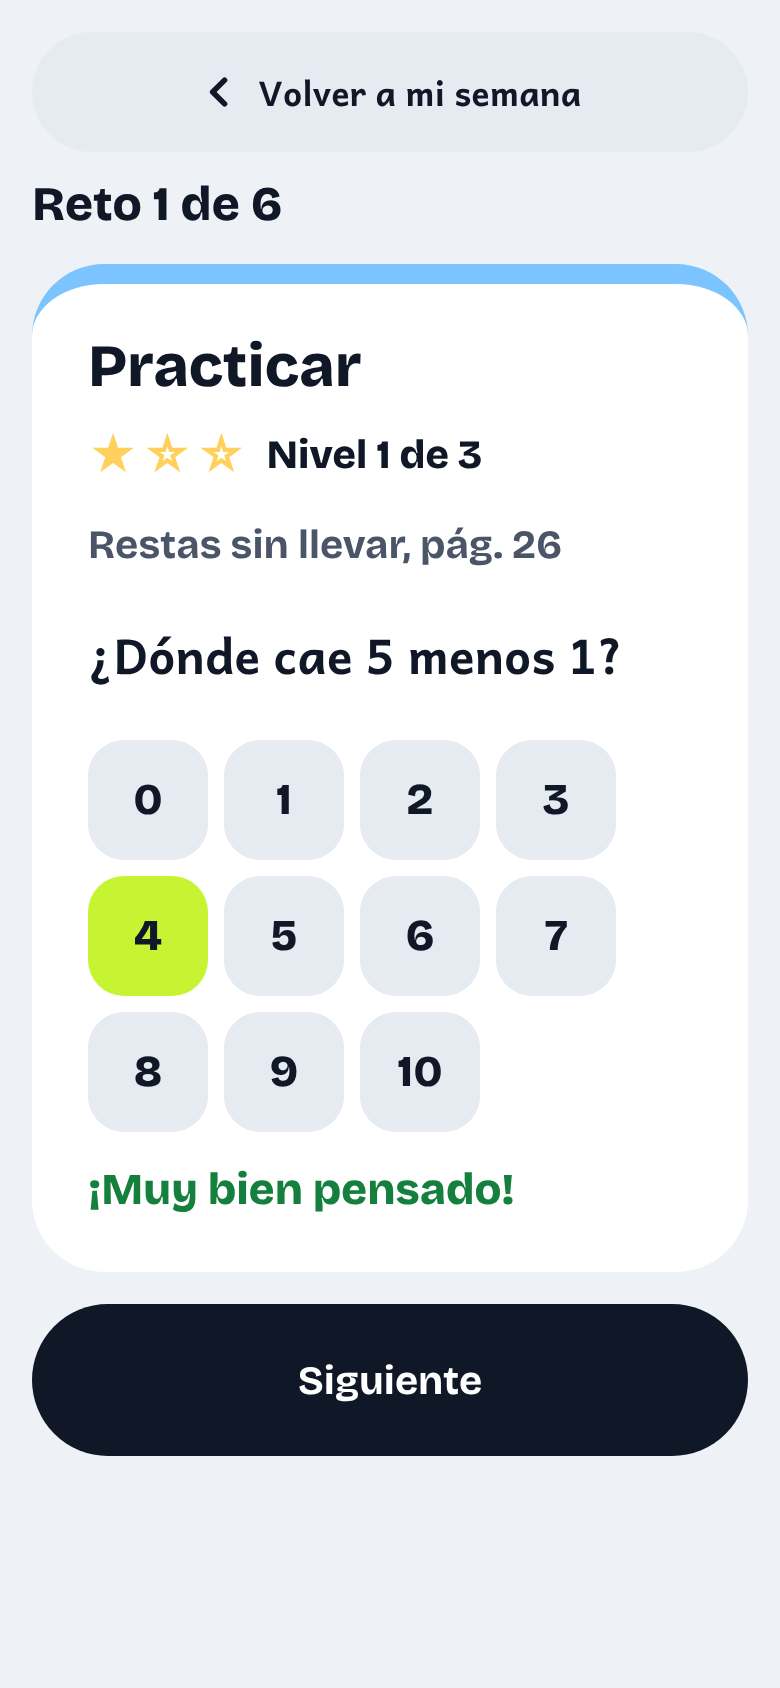 Volver a mi semana
Reto 1 de 6
Practicar
Nivel 1 de 3
Restas sin llevar, pág. 26
¿Dónde cae 5 menos 1?
0 1 2 3
4 5 6 7
8 9 10
¡Muy bien pensado!
Siguiente